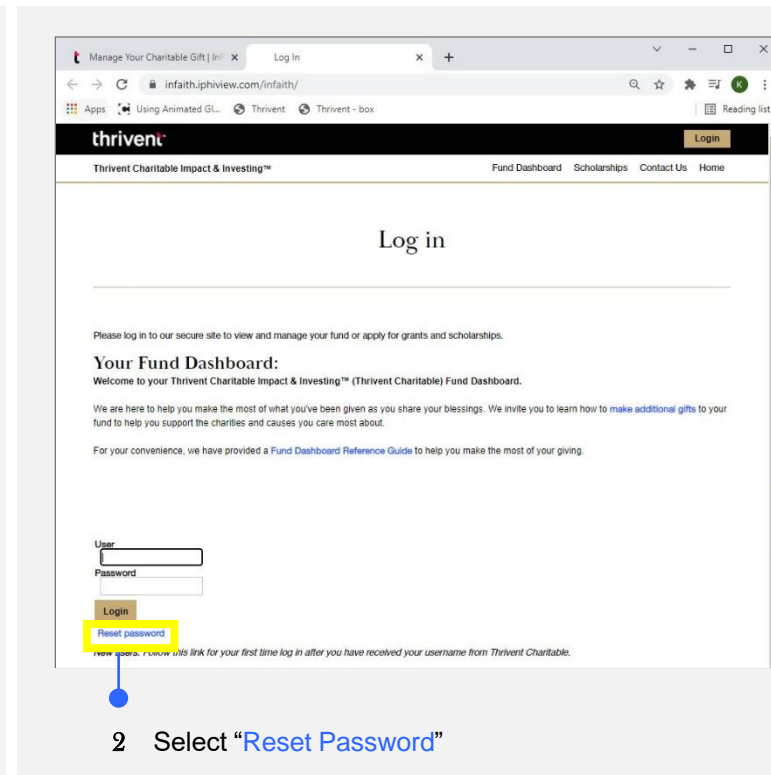 Manage Your Charitable Gift | InF
Log In
infaith.iphiview.com/infaith/
K
Apps
Using Animated GI...
Thrivent
Thrivent - box
Reading list
thrivent
Login
Thrivent Charitable Impact & Investing™
Fund Dashboard Scholarships Contact Us Home
Log in
Please log in to our secure site to view and manage your fund or apply for grants and scholarships.
Your Fund Dashboard:
Welcome to your Thrivent Charitable Impact & Investing™ (Thrivent Charitable) Fund Dashboard.
We are here to help you make the most of what you've been given as you share your blessings. We invite you to learn how to make additional gifts to your
fund to help you support the charities and causes you care most about.
For your convenience, we have provided a Fund Dashboard Reference Guide to help you make the most of your giving.
User
Password
Login
Reset password
New users: Follow this link for your first time log in after you have received your username from Thrivent Charitable.
2 Select “Reset Password”